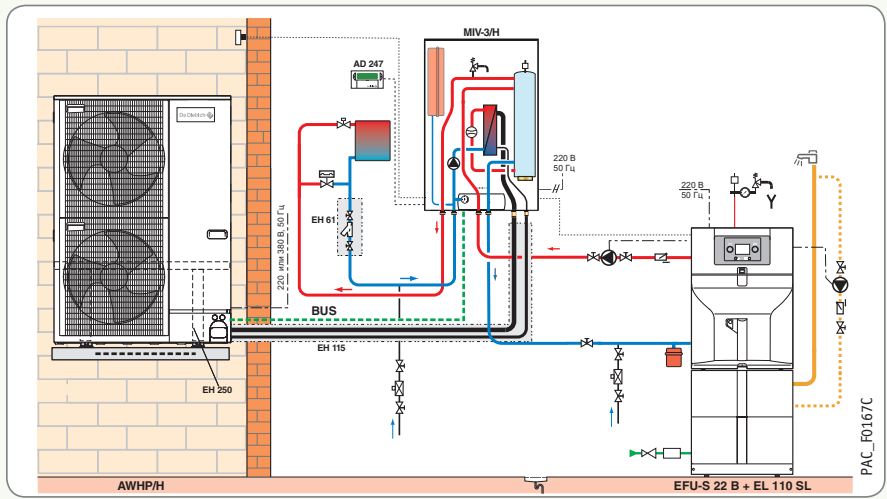 MIV-3/H
AD 247
De Dietrich
220 В
50 Гц
220 В
50 Гц
EH 61
220 или 380 В, 50 Гц
BUS
EH 115
EH 250
PAC_F0167C
AWHP/H
EFU-S 22 B + EL 110 SL